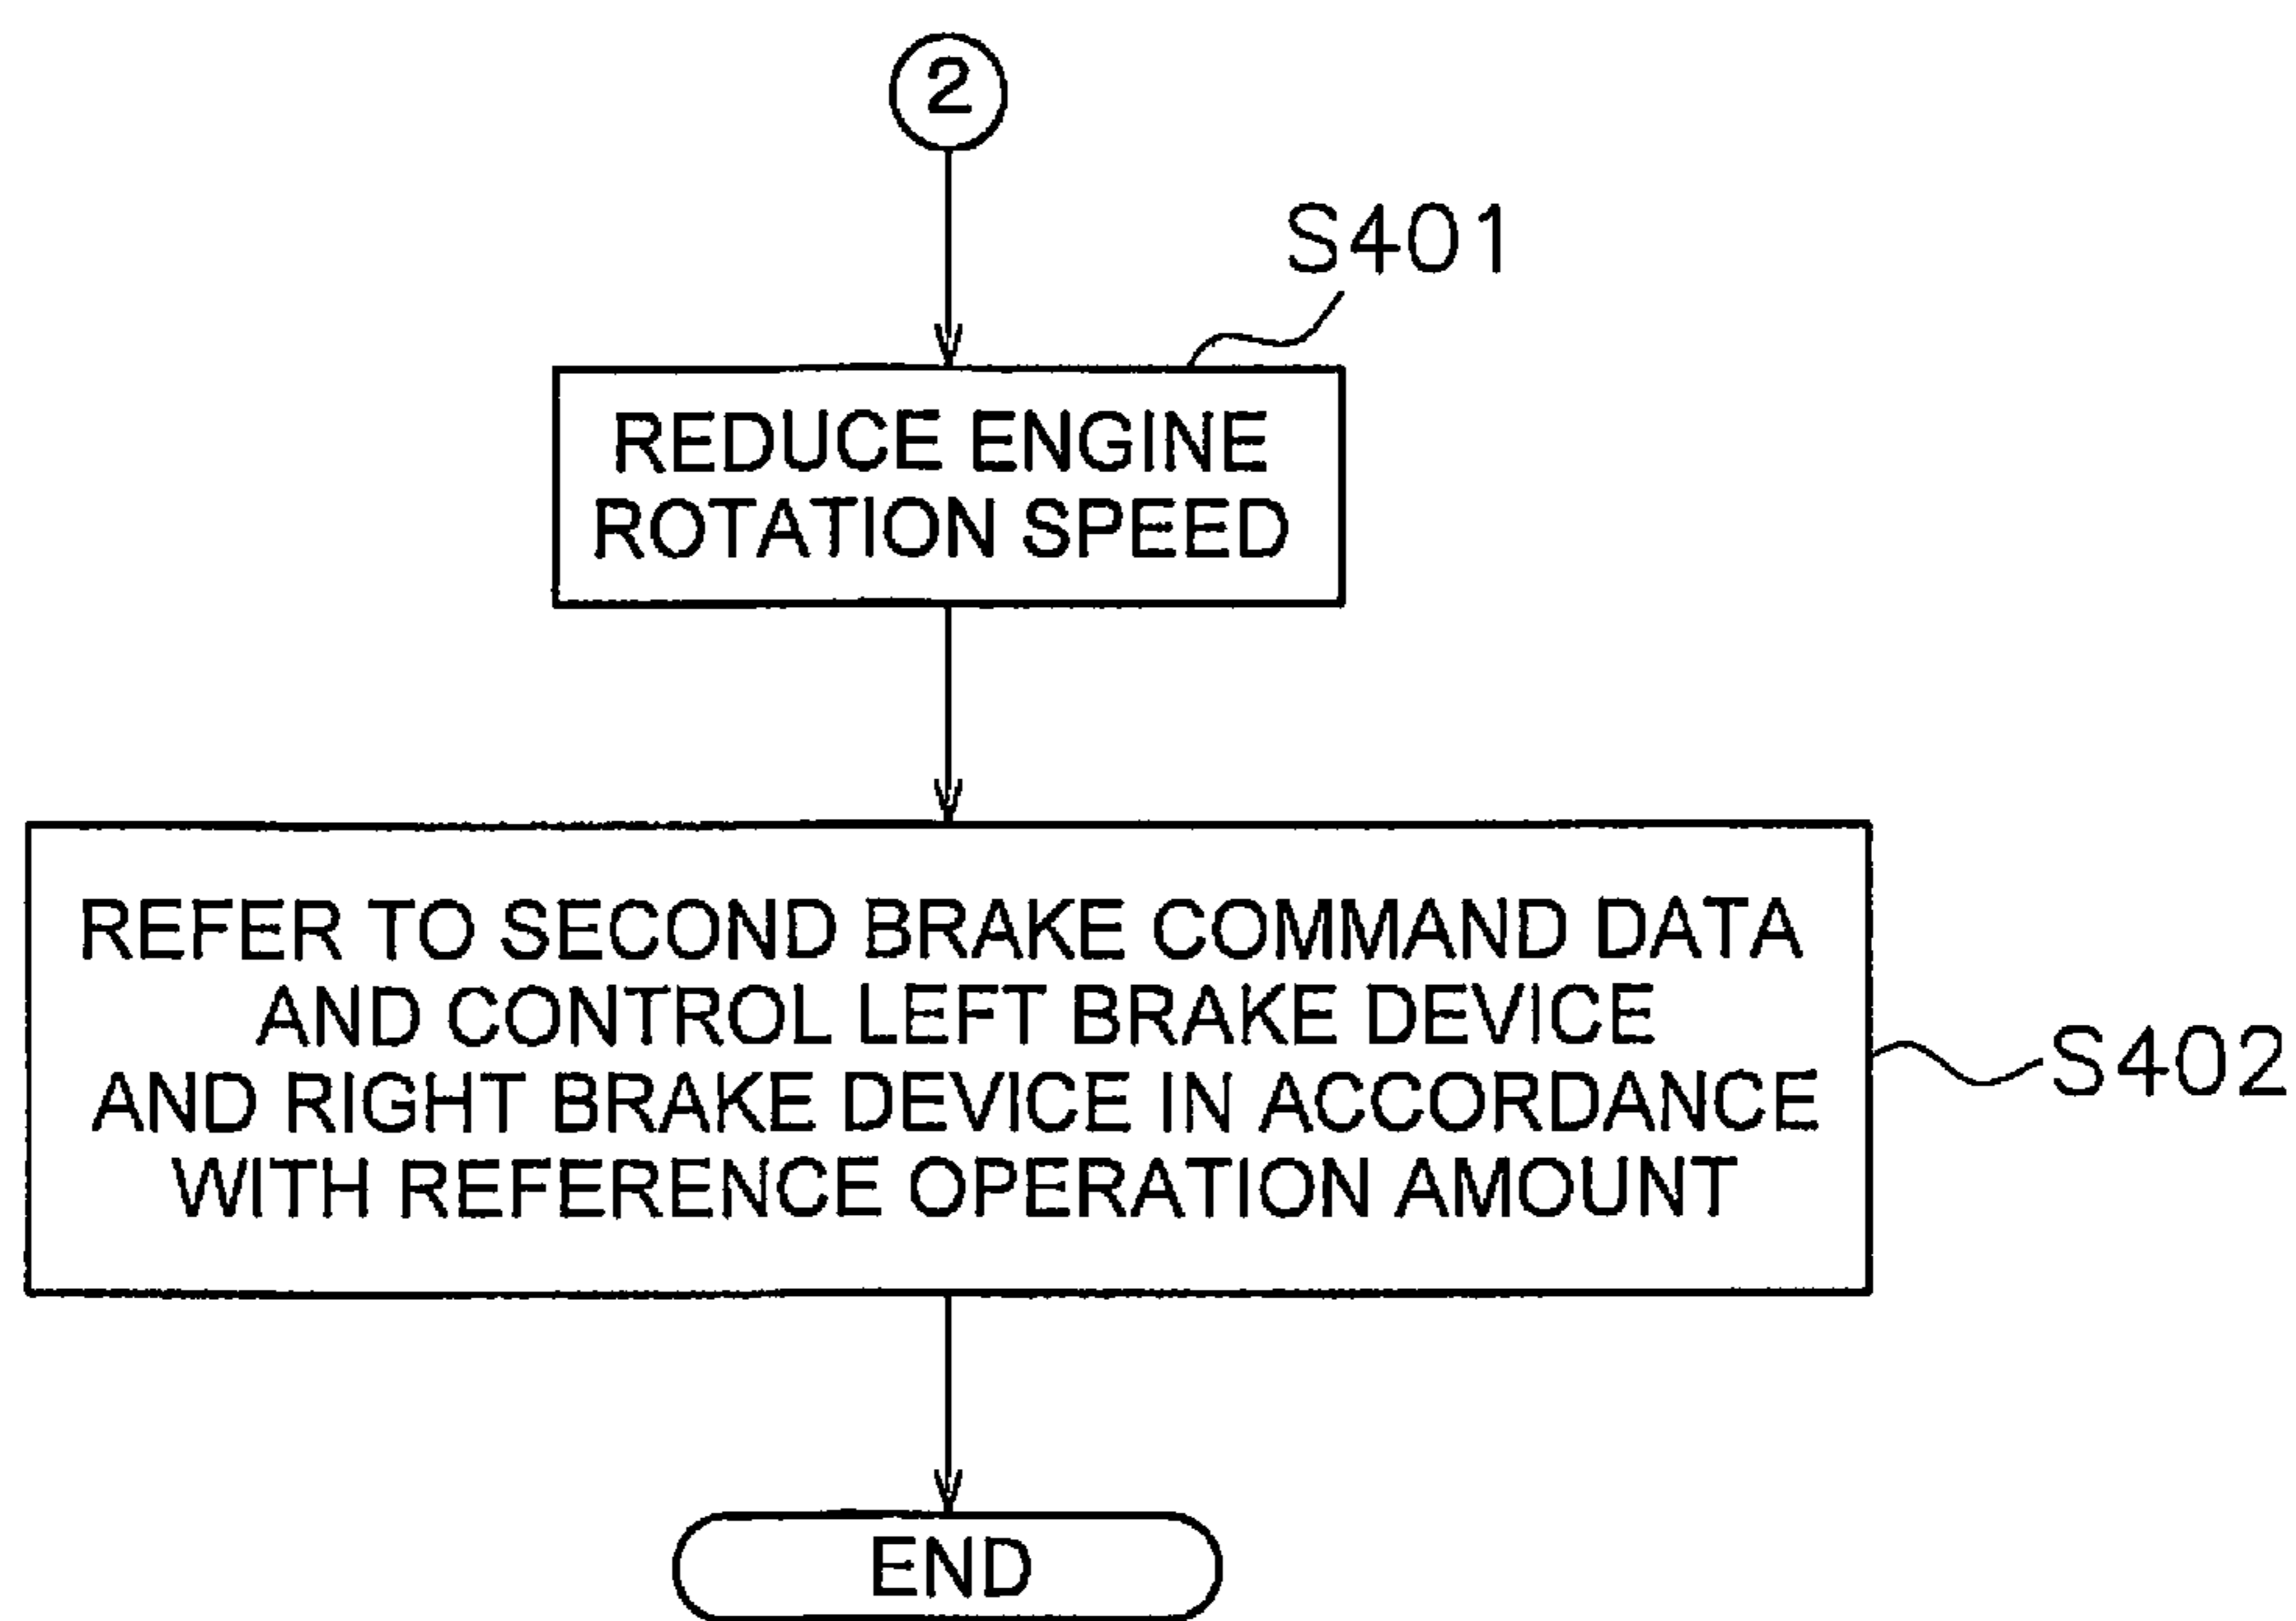 2
S401
REDUCE ENGINE
ROTATION SPEED
REFER TO SECOND BRAKE COMMAND DATA
AND CONTROL LEFT BRAKE DEVICE
AND RIGHT BRAKE DEVICE IN ACCORDANCE
WITH REFERENCE OPERATION AMOUNT
S402
END